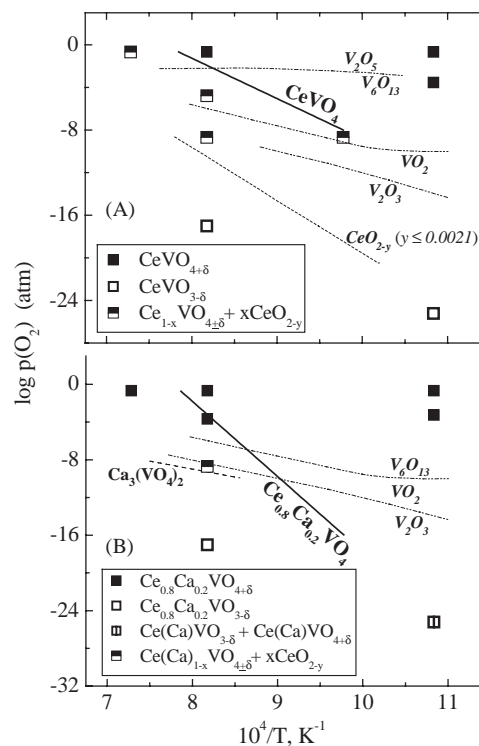 0
-8
-16
-24
log p(O₂) (atm)
V₂O₅
V₆O₁₃
CeVO₄
VO₂
V₂O₃
CeO₂₋y (y ≤ 0.0021)
(A)
CeVO₄₊δ
CeVO₃₋δ
Ce₁₋ₓVO₄±δ + xCeO₂₋y
0
-8
-16
-24
-32
V₆O₁₃
VO₂
V₂O₃
Ca₃(VO₄)₂
Ce₀.₈Ca₀.₂VO₄
(B)
Ce₀.₈Ca₀.₂VO₄₊δ
Ce₀.₈Ca₀.₂VO₃₋δ
Ce(Ca)VO₃₋δ + Ce(Ca)VO₄₊δ
Ce(Ca)₁₋ₓVO₄±δ + xCeO₂₋y
7 8 9 10 11
10⁴/T, K⁻¹